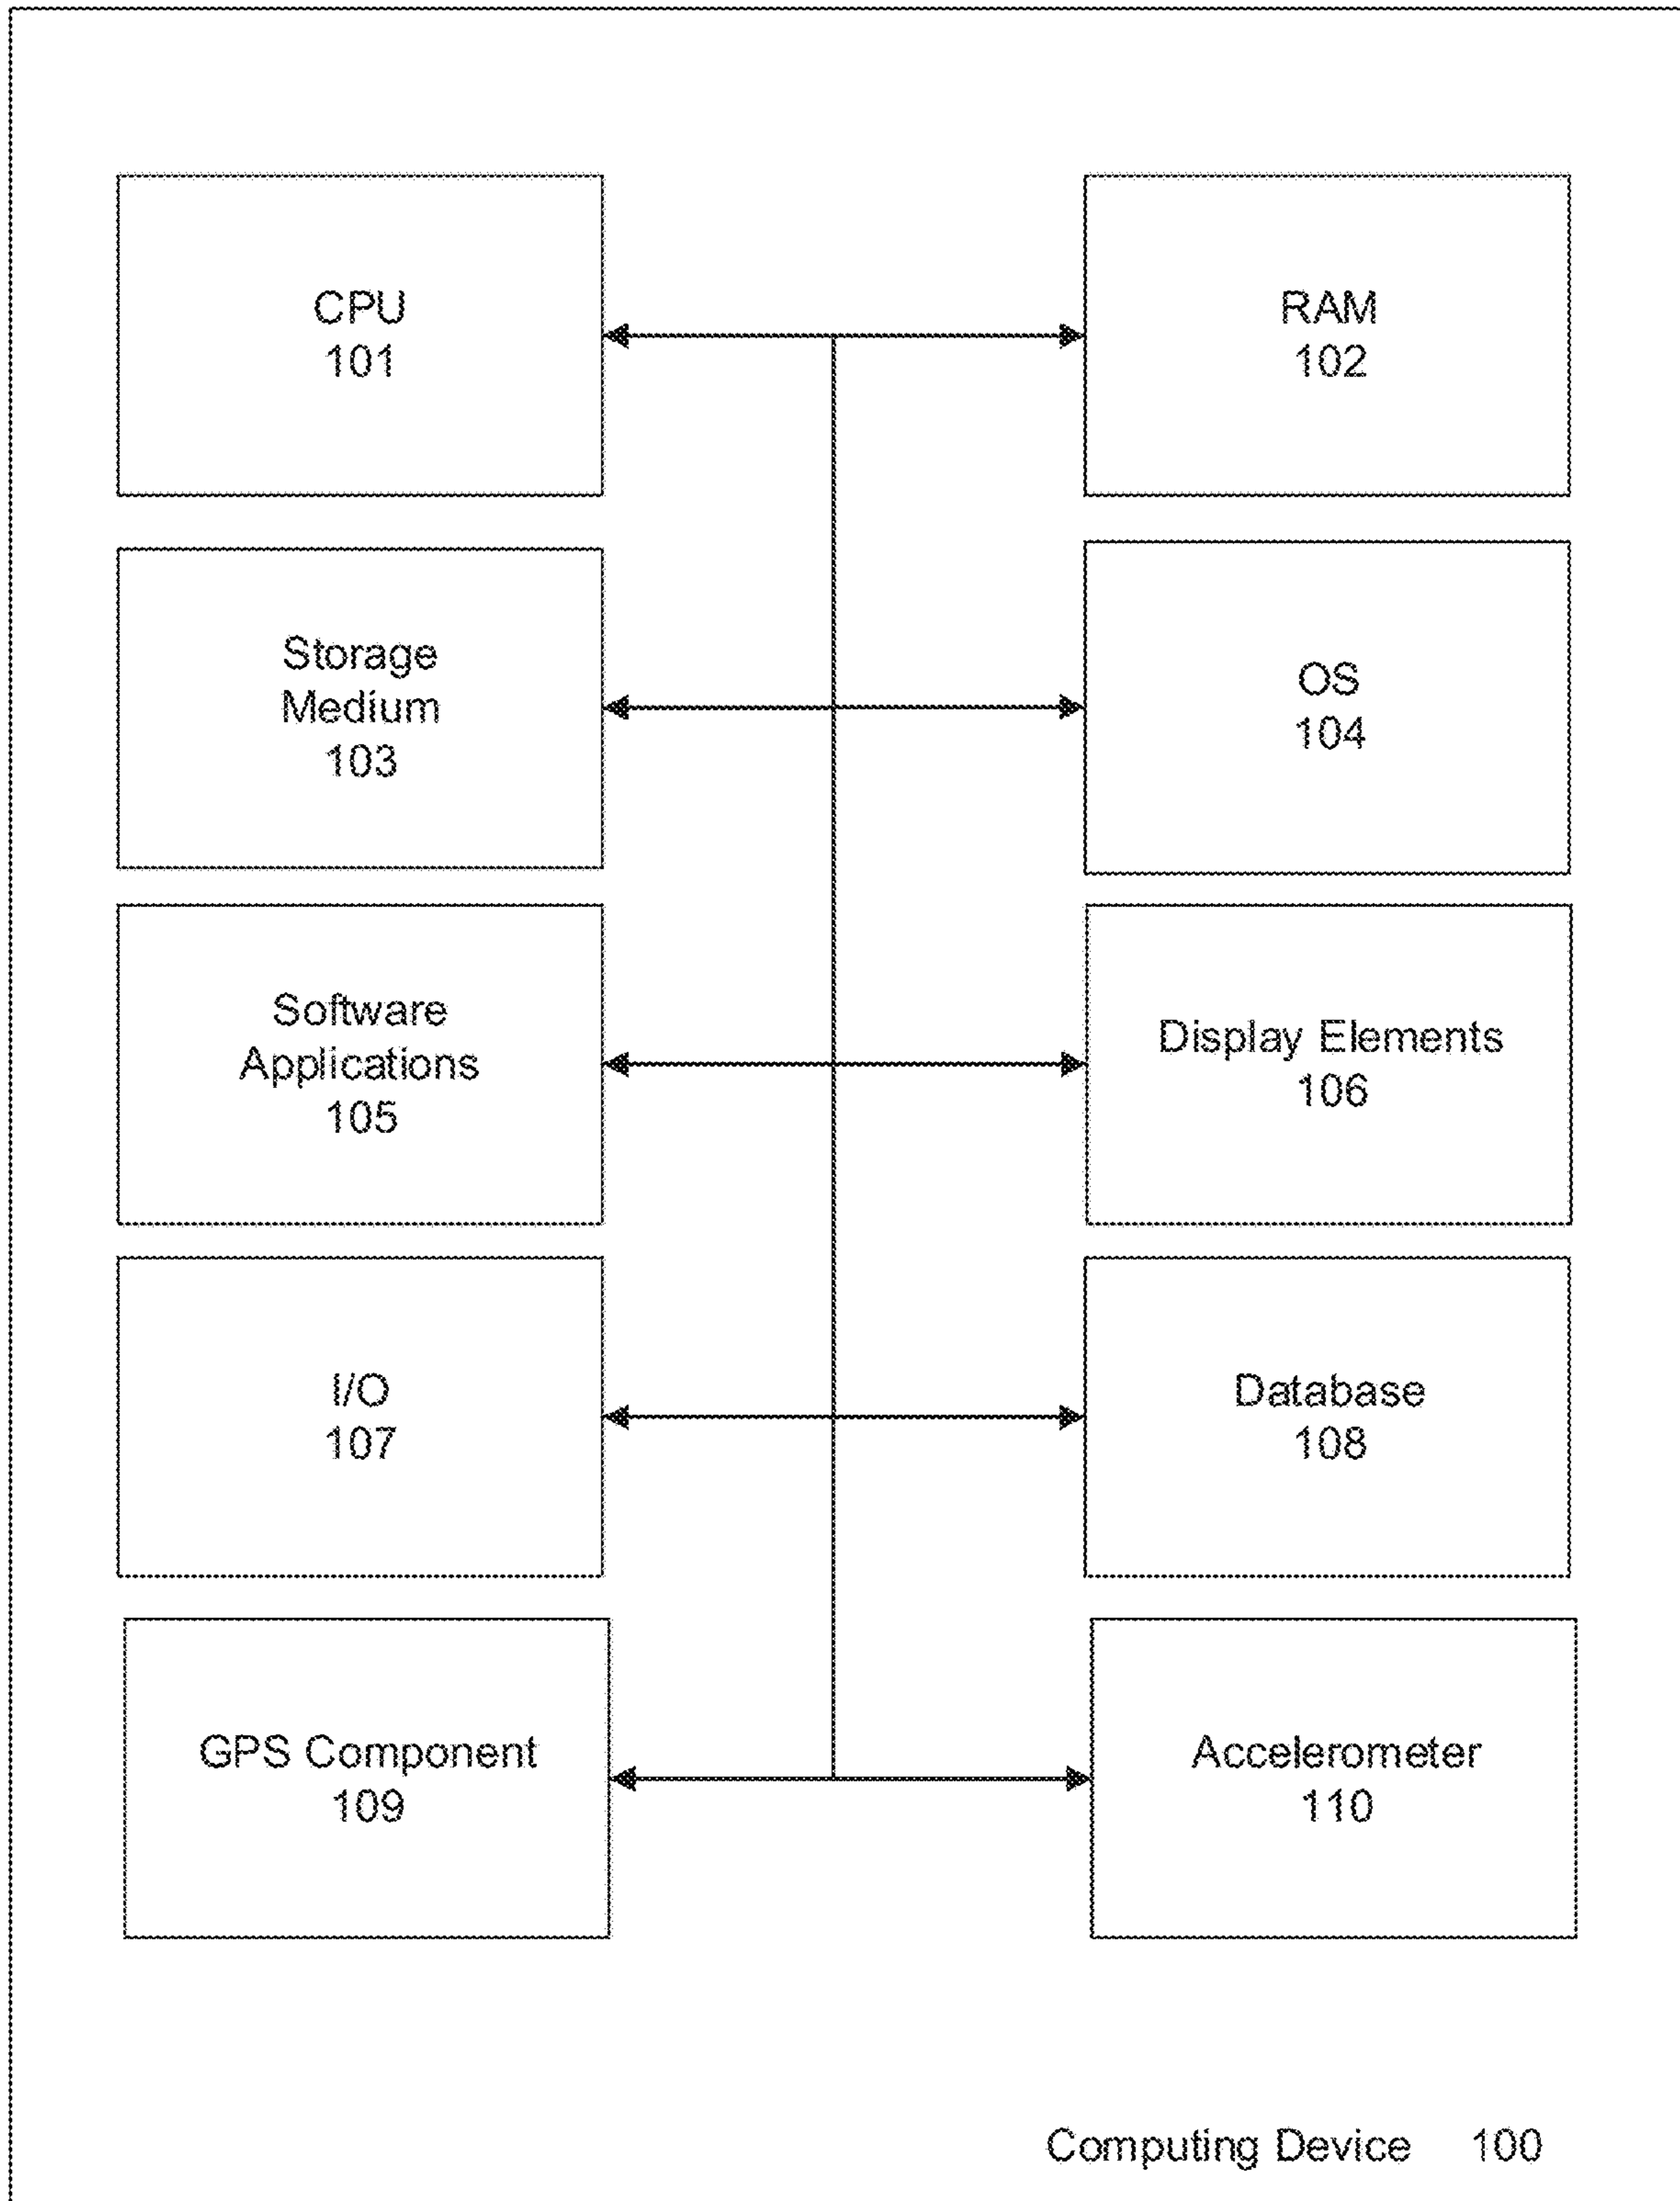 CPU
101
RAM
102
Storage
Medium
103
OS
104
Software
Applications
105
Display Elements
106
I/O
107
Database
108
GPS Component
109
Accelerometer
110
Computing Device 100